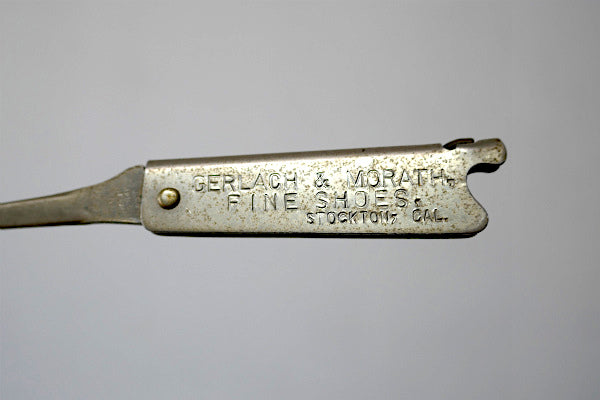 GERLACH & MORATH,
FINE SHOES.
STOCKTON, CAL.